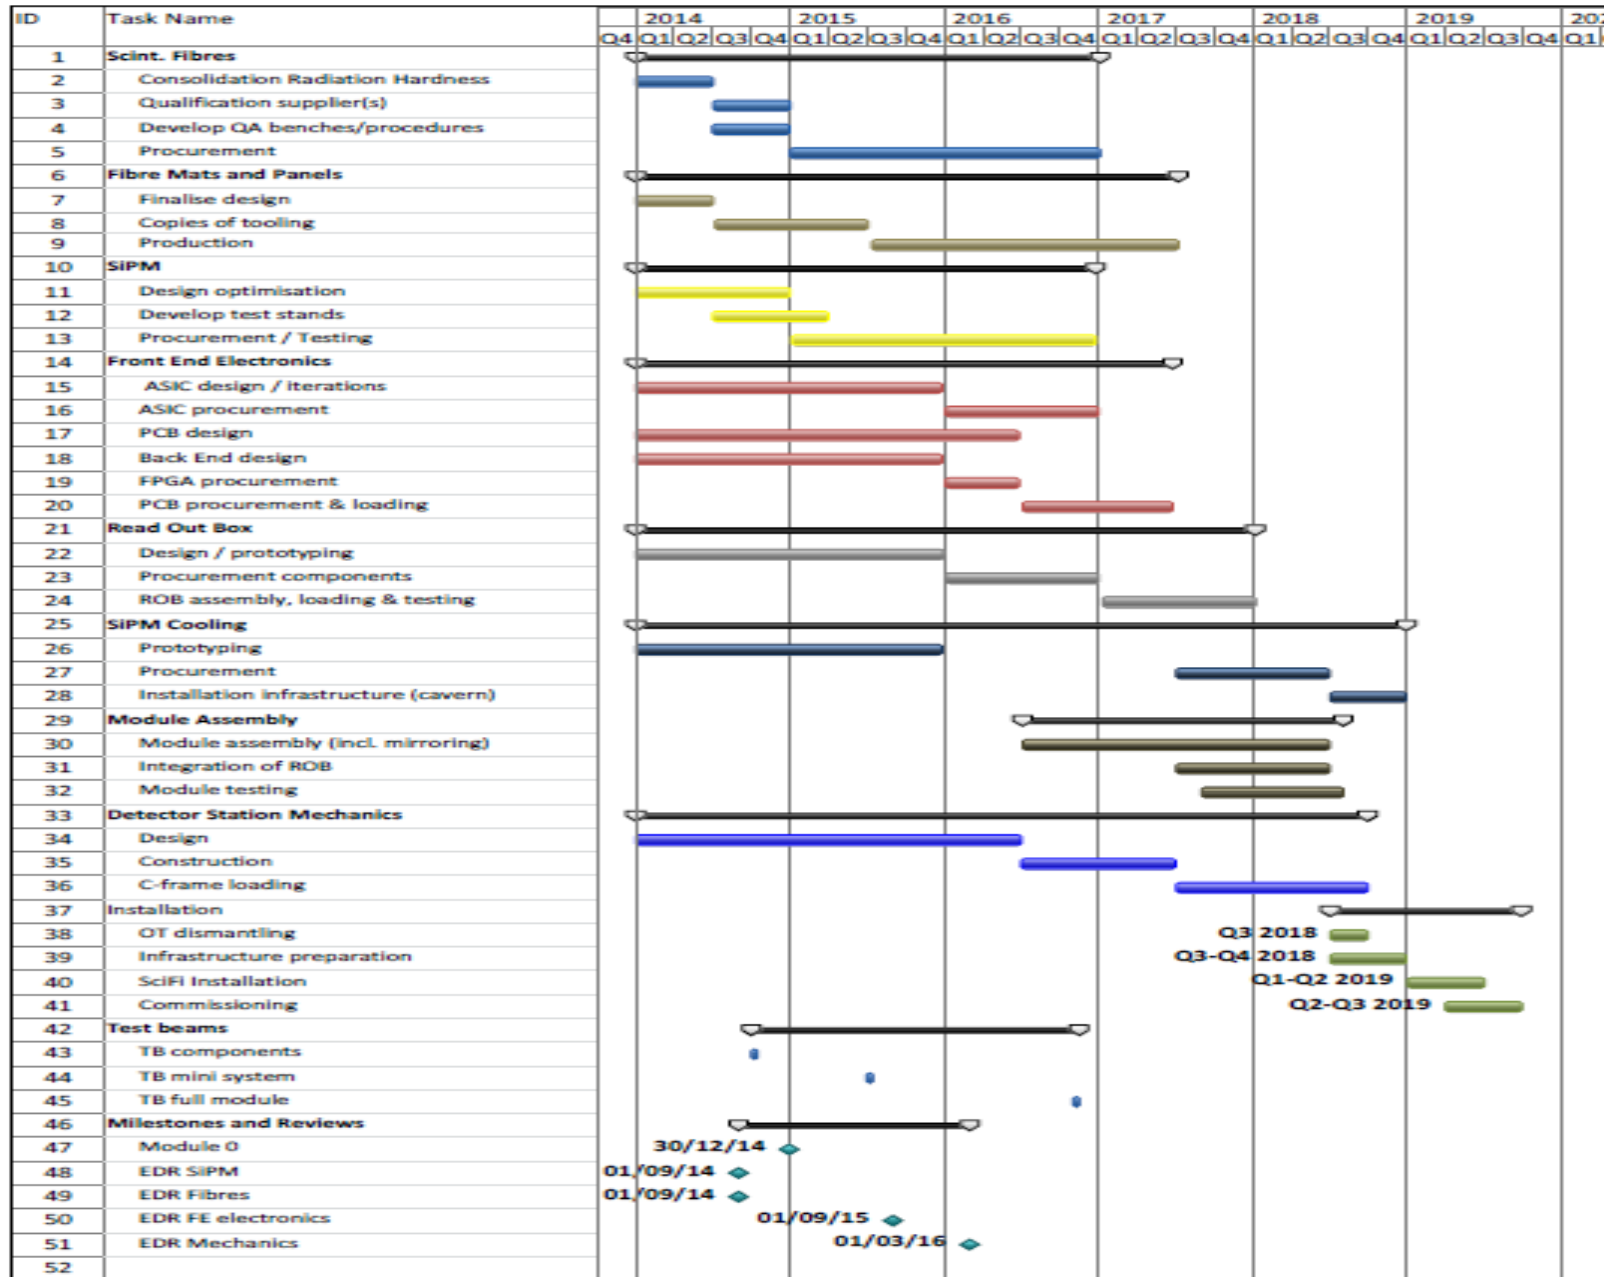 ID Task Name 2014 2015 2016 2017 2018 2019 202
Q4 Q1 Q2 Q3 Q4 Q1 Q2 Q3 Q4 Q1 Q2 Q3 Q4 Q1 Q2 Q3 Q4 Q1 Q2 Q3 Q4 Q1 Q2 Q3 Q4 Q1
1 Scint. Fibres
2 Consolidation Radiation Hardness
3 Qualification supplier(s)
4 Develop QA benches/procedures
5 Procurement
6 Fibre Mats and Panels
7 Finalise design
8 Copies of tooling
9 Production
10 SiPM
11 Design optimisation
12 Develop test stands
13 Procurement / Testing
14 Front End Electronics
15 ASIC design / iterations
16 ASIC procurement
17 PCB design
18 Back End design
19 FPGA procurement
20 PCB procurement & loading
21 Read Out Box
22 Design / prototyping
23 Procurement components
24 ROB assembly, loading & testing
25 SiPM Cooling
26 Prototyping
27 Procurement
28 Installation infrastructure (cavern)
29 Module Assembly
30 Module assembly (incl. mirroring)
31 Integration of ROB
32 Module testing
33 Detector Station Mechanics
34 Design
35 Construction
36 C-frame loading
37 Installation
38 OT dismantling Q3 2018
39 Infrastructure preparation Q3-Q4 2018
40 SciFi Installation Q1-Q2 2019
41 Commissioning Q2-Q3 2019
42 Test beams
43 TB components
44 TB mini system
45 TB full module
46 Milestones and Reviews
47 Module 0 30/12/14
48 EDR SiPM 01/09/14
49 EDR Fibres 01/09/14
50 EDR FE electronics 01/09/15
51 EDR Mechanics 01/03/16
52